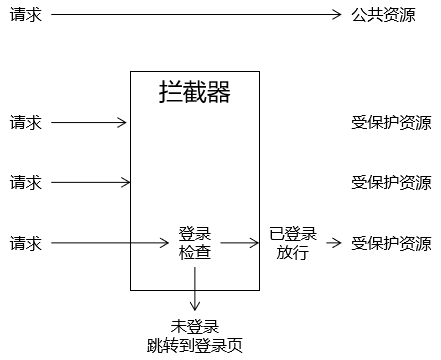 请求 公共资源
拦截器
请求 受保护资源
请求 受保护资源
请求 登录 已登录 受保护资源
检查 放行
未登录
跳转到登录页